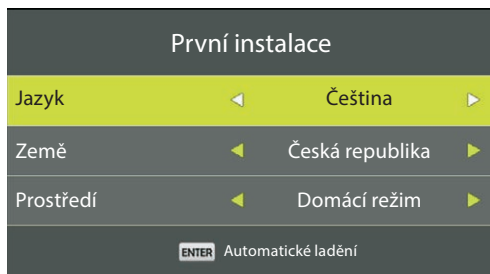 První instalace
Jazyk Čeština
Země Česká republika
Prostředí Domácí režim
ENTER Automatické ladění